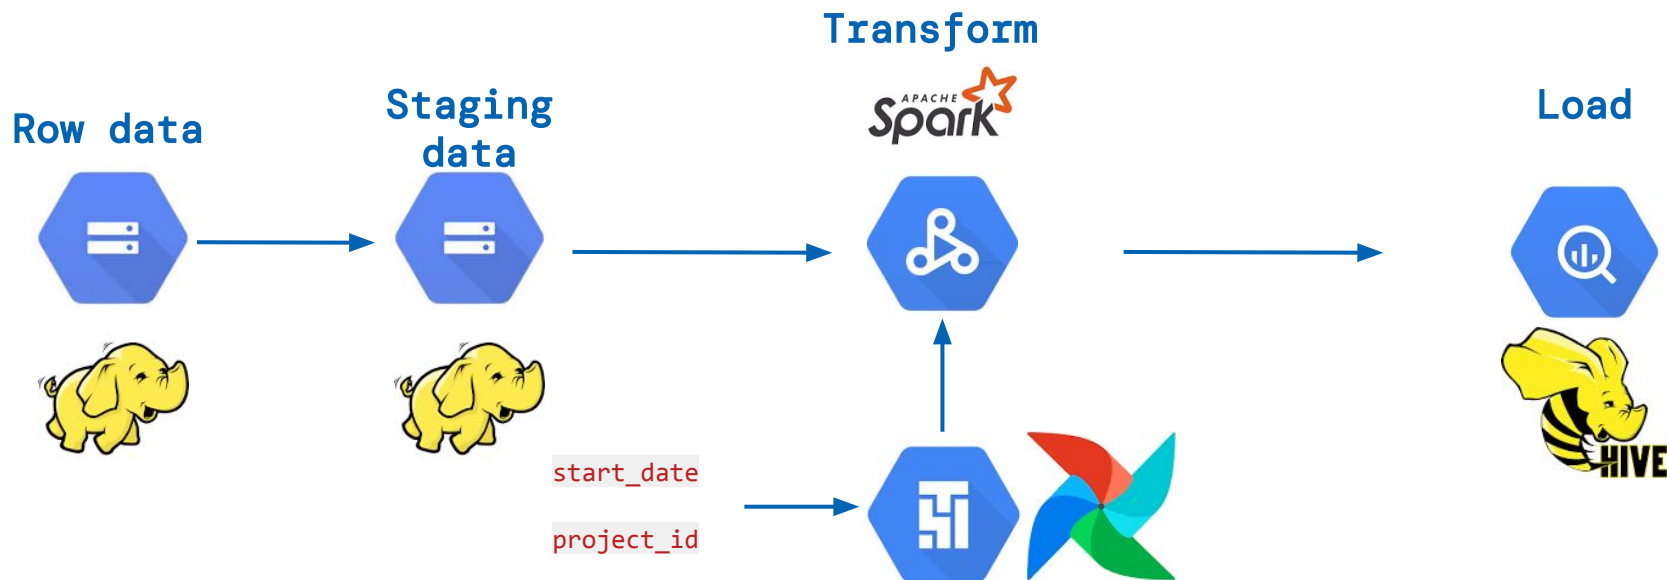 Transform
APACHE
Spark
Row data
Staging
data
Load
HIVE
start_date
project_id